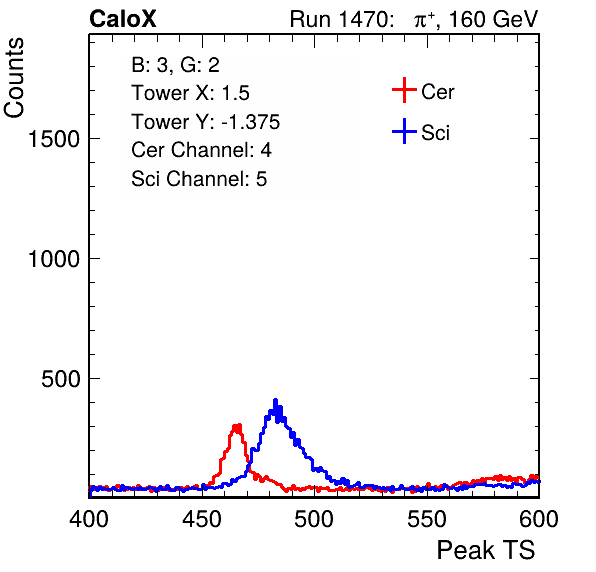 CaloX Run 1470: π⁺, 160 GeV
Counts
B: 3, G: 2
Tower X: 1.5
Tower Y: -1.375
Cer Channel: 4
Sci Channel: 5
Cer
Sci
1500
1000
500
400 450 500 550 600
Peak TS